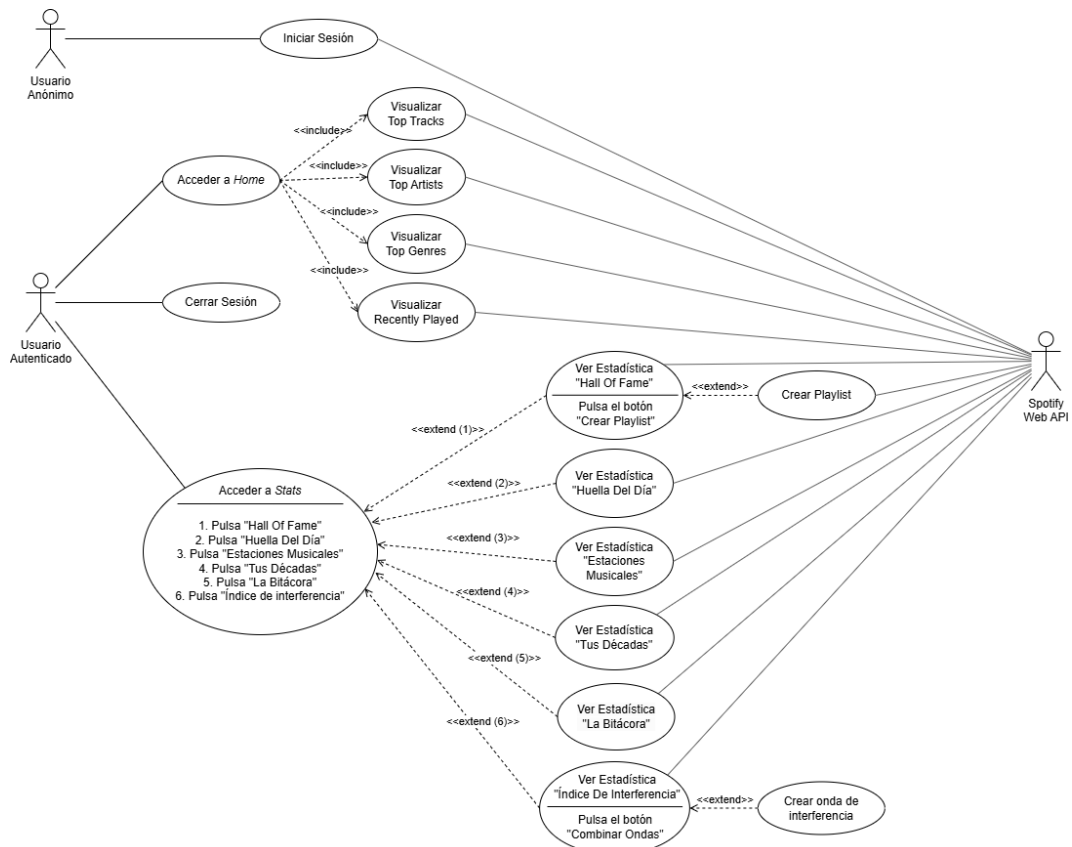 Usuario
Anónimo
Iniciar Sesión
Visualizar
Top Tracks
<<include>>
Acceder a Home
<<include>>
Visualizar
Top Artists
<<include>>
Visualizar
Top Genres
<<include>>
Visualizar
Recently Played
Cerrar Sesión
Usuario
Autenticado
Spotify
Web API
Ver Estadística
"Hall Of Fame"
Pulsa el botón
"Crear Playlist"
<<extend>>
Crear Playlist
<<extend (1)>>
Acceder a Stats
1. Pulsa "Hall Of Fame"
2. Pulsa "Huella Del Día"
3. Pulsa "Estaciones Musicales"
4. Pulsa "Tus Décadas"
5. Pulsa "La Bitácora"
6. Pulsa "Índice de interferencia"
<<extend (2)>>
Ver Estadística
"Huella Del Día"
<<extend (3)>>
Ver Estadística
"Estaciones
Musicales"
<<extend (4)>>
Ver Estadística
"Tus Décadas"
<<extend (5)>>
Ver Estadística
"La Bitácora"
<<extend (6)>>
Ver Estadística
"Índice De Interferencia"
Pulsa el botón
"Combinar Ondas"
<<extend>>
Crear onda de
interferencia